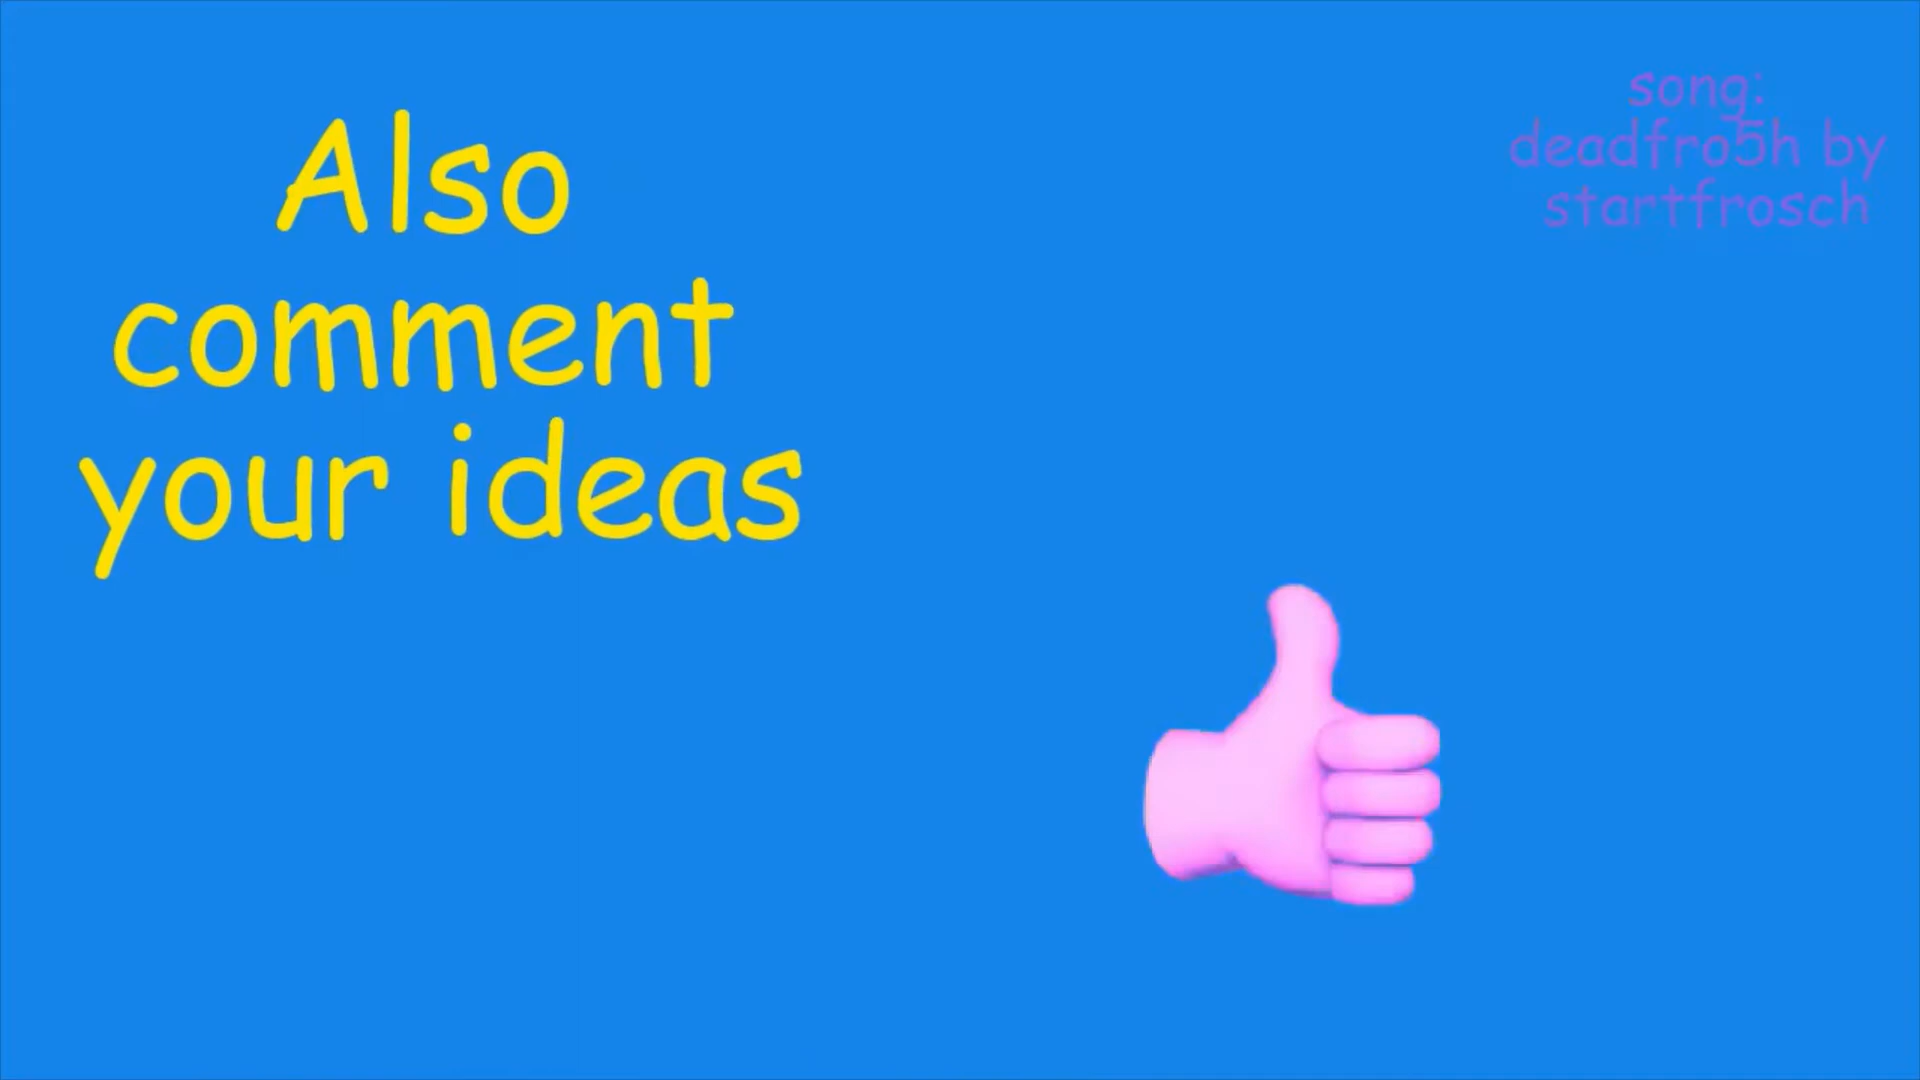 Also
comment
your ideas
song:
deadfro5h by
startfrosch